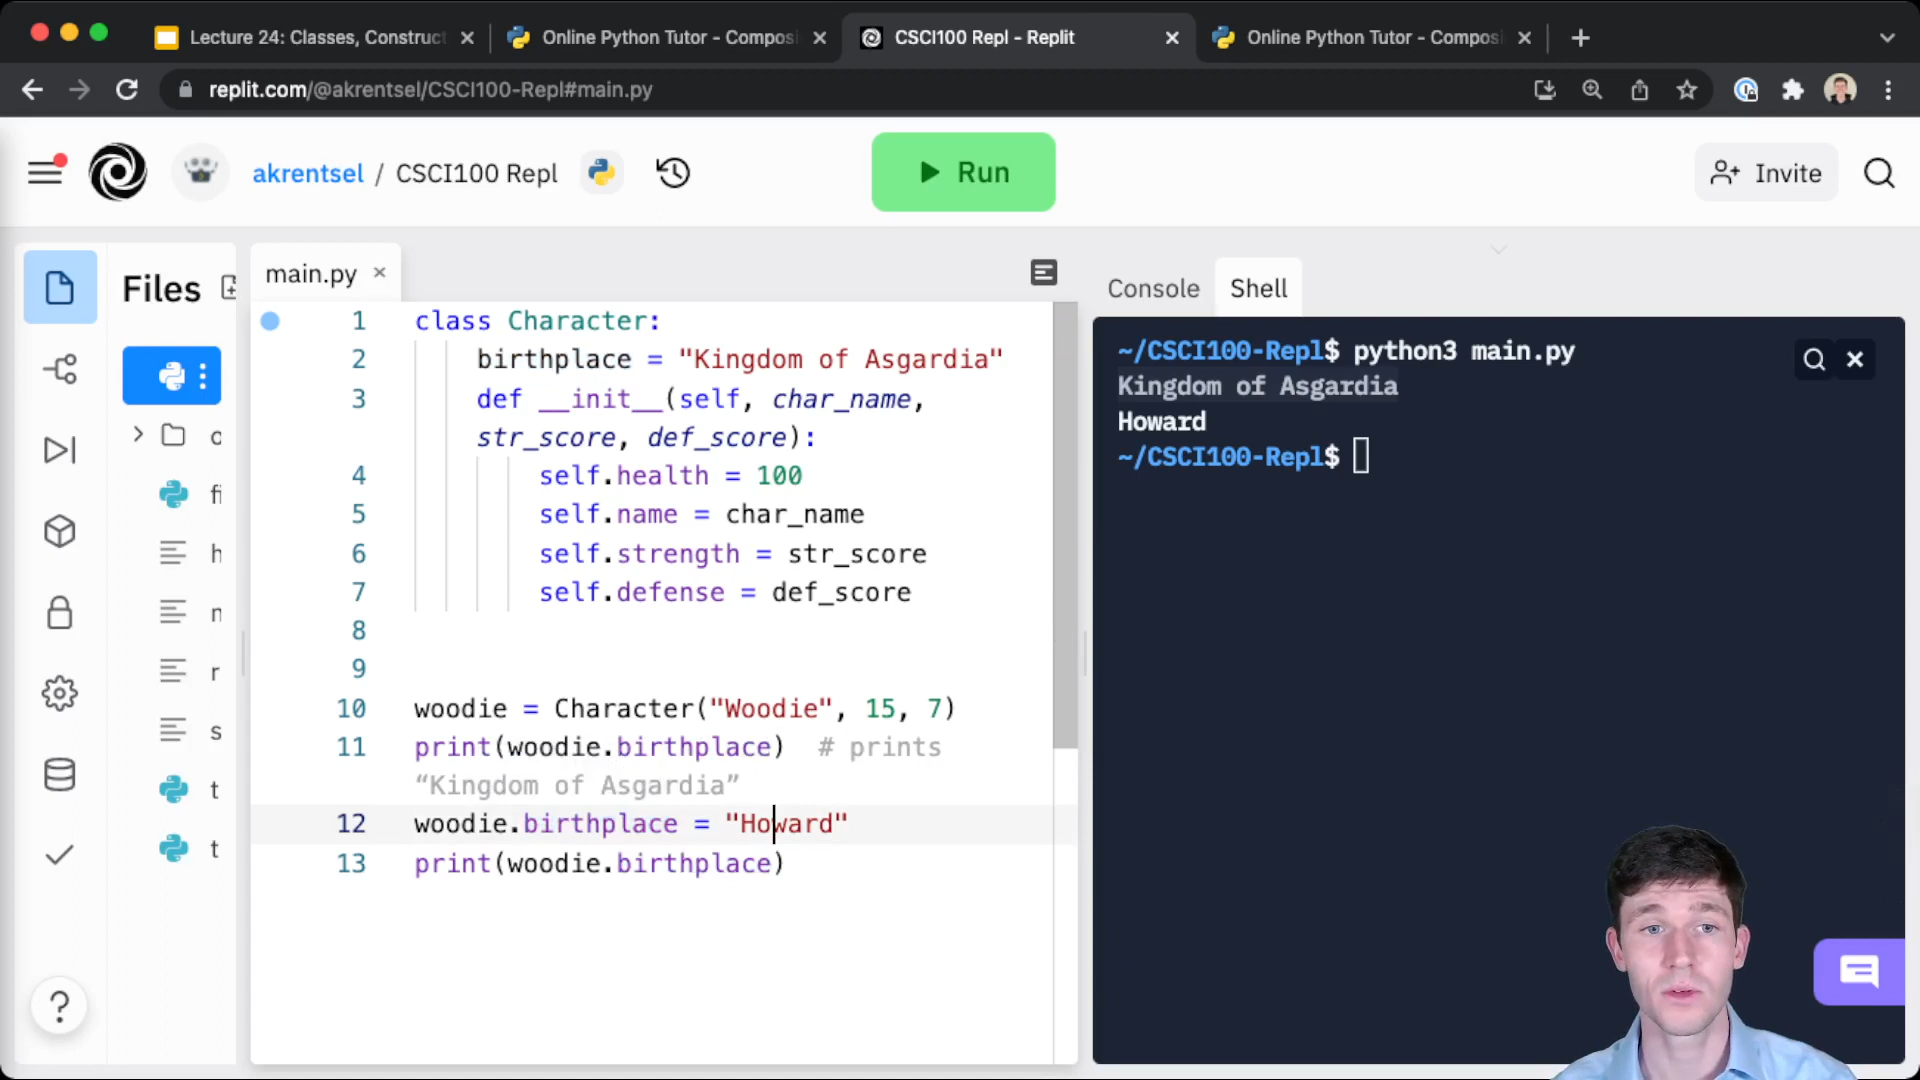 Lecture 24: Classes, Construct
Online Python Tutor - Composi
CSCI100 Repl - Replit
Online Python Tutor - Composi
replit.com/@akrentsel/CSCI100-Repl#main.py
akrentsel / CSCI100 Repl
Run
Invite
Files
main.py
Console
Shell
1 class Character:
2 birthplace = "Kingdom of Asgardia"
3 def __init__(self, char_name,
str_score, def_score):
4 self.health = 100
5 self.name = char_name
6 self.strength = str_score
7 self.defense = def_score
8
9
10 woodie = Character("Woodie", 15, 7)
11 print(woodie.birthplace) # prints
“Kingdom of Asgardia”
12 woodie.birthplace = "Howard"
13 print(woodie.birthplace)
~/CSCI100-Repl$ python3 main.py
Kingdom of Asgardia
Howard
~/CSCI100-Repl$
o
fi
h
n
r
s
t
t
?